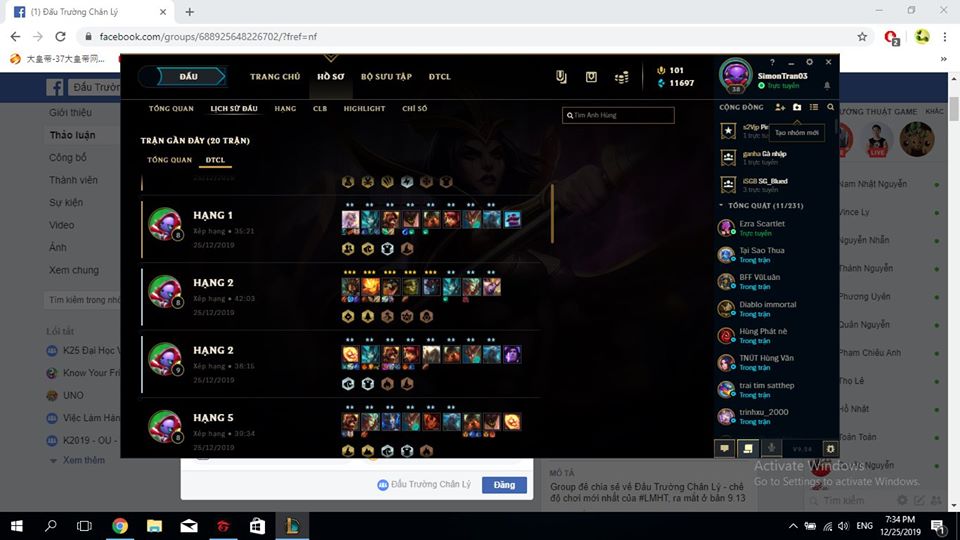 (1) Đấu Trường Chân Lý
facebook.com/groups/688925648226702/?fref=nf
2
大皇帝-37大皇帝网...
Đấu Trường
Giới thiệu
Thảo luận
Công bố
Thành viên
Sự kiện
Video
Ảnh
Xem chung
Tìm kiếm trong nhó
Lối tắt
K25 Đại Học V
Know Your Fri
UNO
Việc Làm Hàn
K2019 - OU -
Xem thêm
ĐẤU
TRANG CHỦ
HỒ SƠ
BỘ SƯU TẬP
ĐTCL
101
11697
38
SimonTran03
Trực tuyến
TỔNG QUAN
LỊCH SỬ ĐẤU
HẠNG
CLB
HIGHLIGHT
CHỈ SỐ
Tìm Anh Hùng
TRẬN GẦN ĐÂY (20 TRẬN)
TỔNG QUAN
ĐTCL
8
HẠNG 1
Xếp hạng • 35:21
25/12/2019
8
HẠNG 2
Xếp hạng • 42:03
25/12/2019
9
HẠNG 2
Xếp hạng • 36:15
25/12/2019
8
HẠNG 5
Xếp hạng • 39:34
25/12/2019
CỘNG ĐỒNG
Tạo nhóm mới
s2Vjp
1 trực
ganha Gà nhập
1 trực tuyến
iSGB SG_Blued
3 trực tuyến
TỔNG QUÁT (11/231)
Ezra Scartlet
Trực tuyến
Tại Sao Thua
Trong trận
BFF VũLuân
Trong trận
Diablo immortal
Trong trận
Hùng Phát nè
Trong trận
TNÚT Hùng Văn
Trong trận
trai tim satthep
Trong trận
trinhxu_2000
Trong trận
V9.24
THUẬT GAME
KHÁC
LIVE
LIVE
Nam Nhật Nguyễn
Vince Ly
Nguyễn Nhẫn
Thành Nguyễn
Phương Uyên
Quân Nguyễn
Pham Chiêu Anh
Thọ Lê
Hồ Nhật
Toàn Toàn
Nguyễn
Tìm kiếm
Đấu Trường Chân Lý
Đăng
MÔ TẢ
Group để chia sẻ về Đấu Trường Chân Lý - chế
độ chơi mới nhất của #LMHT, ra mắt ở bản 9.13
Activate Windows
Go to Settings to activate Windows.
ENG
7:34 PM
12/25/2019
1